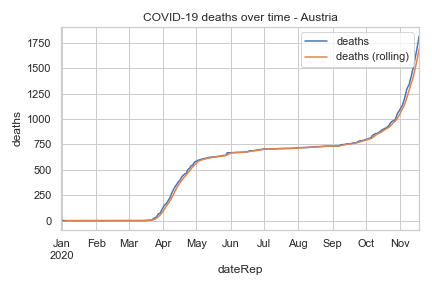 COVID-19 deaths over time - Austria
deaths
deaths (rolling)
1750
1500
1250
1000
750
500
250
0
deaths
Jan Feb Mar Apr May Jun Jul Aug Sep Oct Nov
2020
dateRep